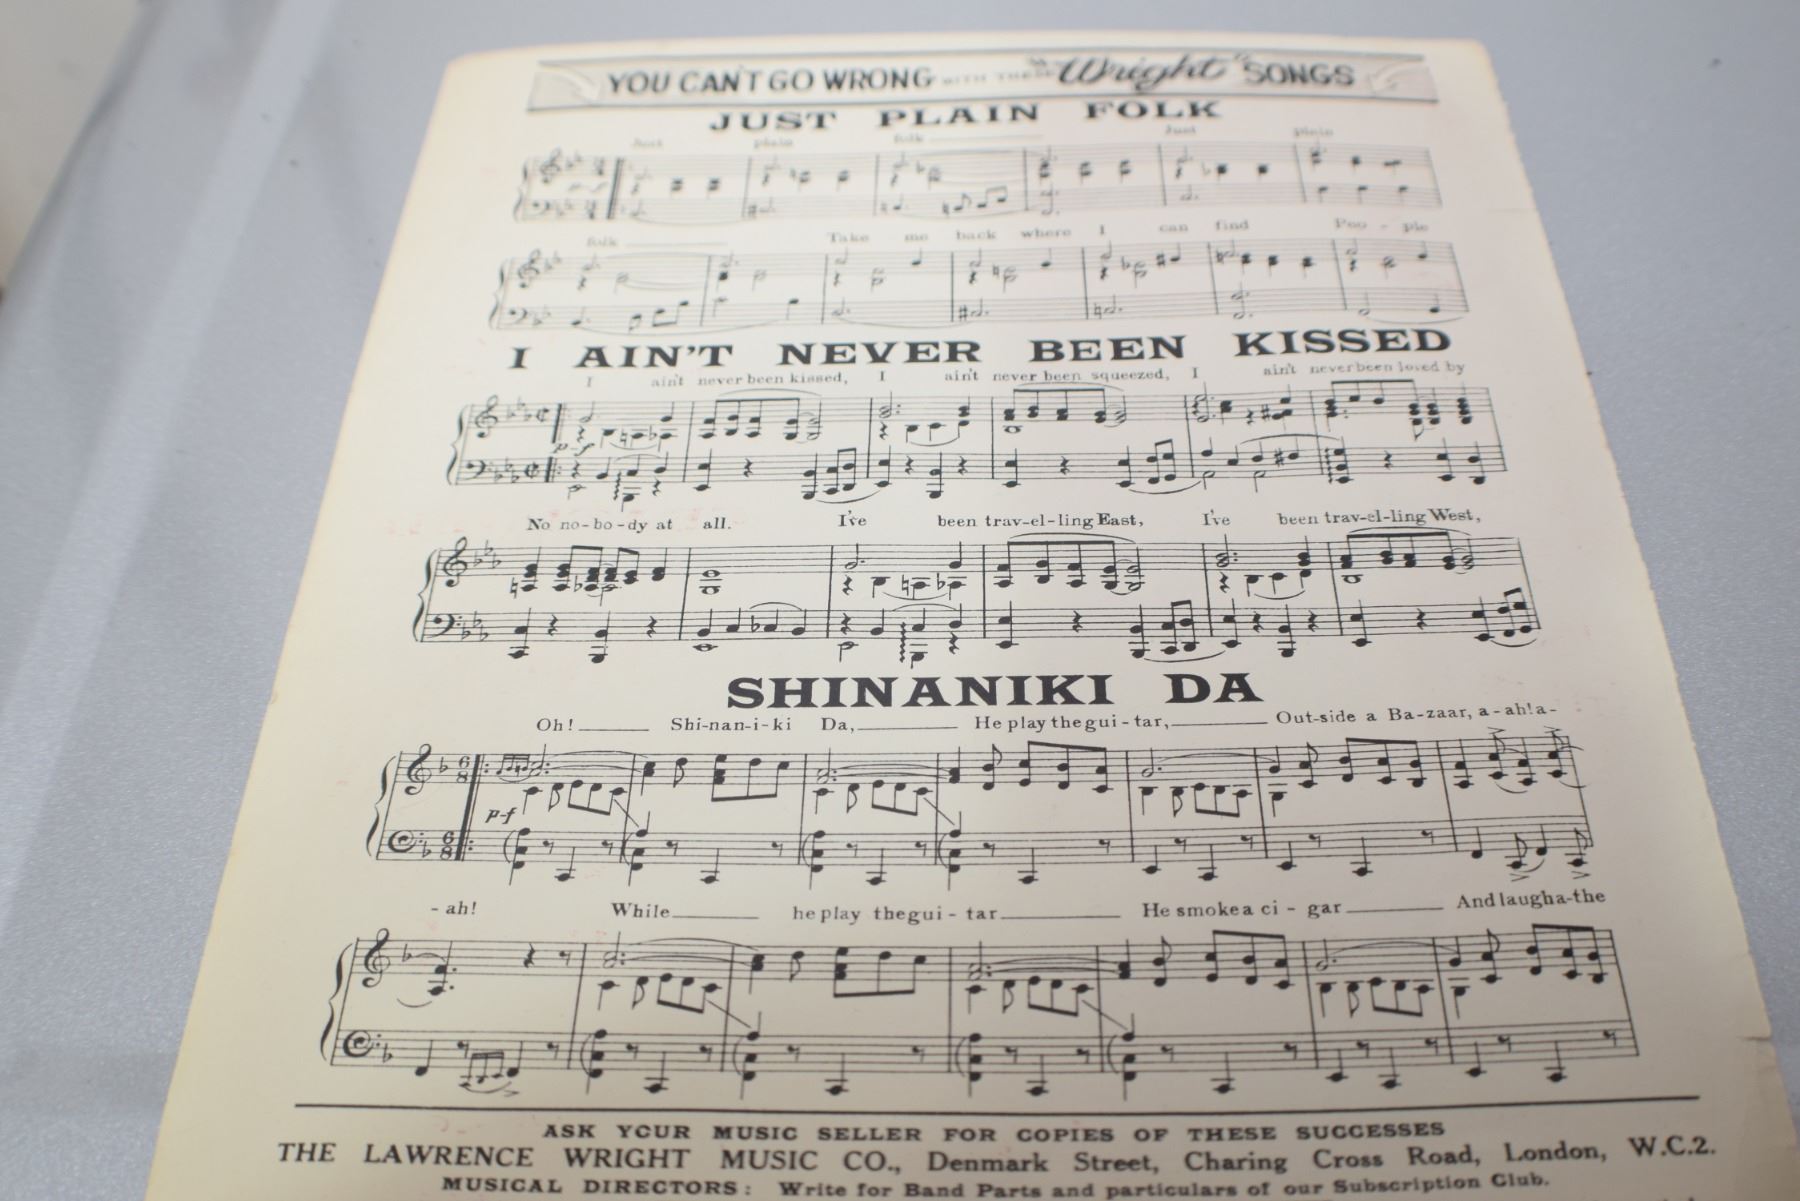 YOU CAN'T GO WRONG WITH THESE "Wright" SONGS
JUST PLAIN FOLK
Just plain folk Just plain
folk Take me back where I can find Peo - ple
I AIN'T NEVER BEEN KISSED
I ain't never been kissed, I ain't never been squeezed, I ain't never been loved by
p-f
No no-bo-dy at all. I've been trav-el-ling East, I've been trav-el-ling West,
SHINANIKI DA
Oh! Shi-nan-i-ki Da, He play the gui-tar, Out-side a Ba-zaar, a-ah! a-
6/8
p-f
6/8
-ah! While he play the gui-tar He smoke a ci-gar And laugh a-the
ASK YOUR MUSIC SELLER FOR COPIES OF THESE SUCCESSES
THE LAWRENCE WRIGHT MUSIC CO., Denmark Street, Charing Cross Road, London, W.C.2.
MUSICAL DIRECTORS: Write for Band Parts and particulars of our Subscription Club.